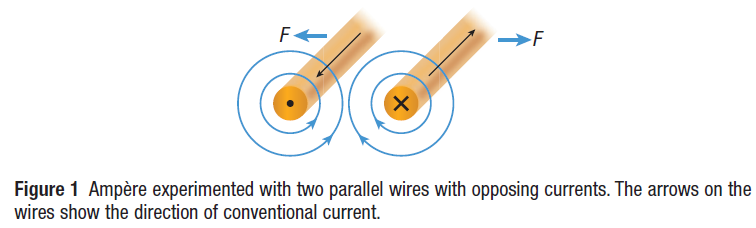 F
F
Figure 1 Ampère experimented with two parallel wires with opposing currents. The arrows on the
wires show the direction of conventional current.